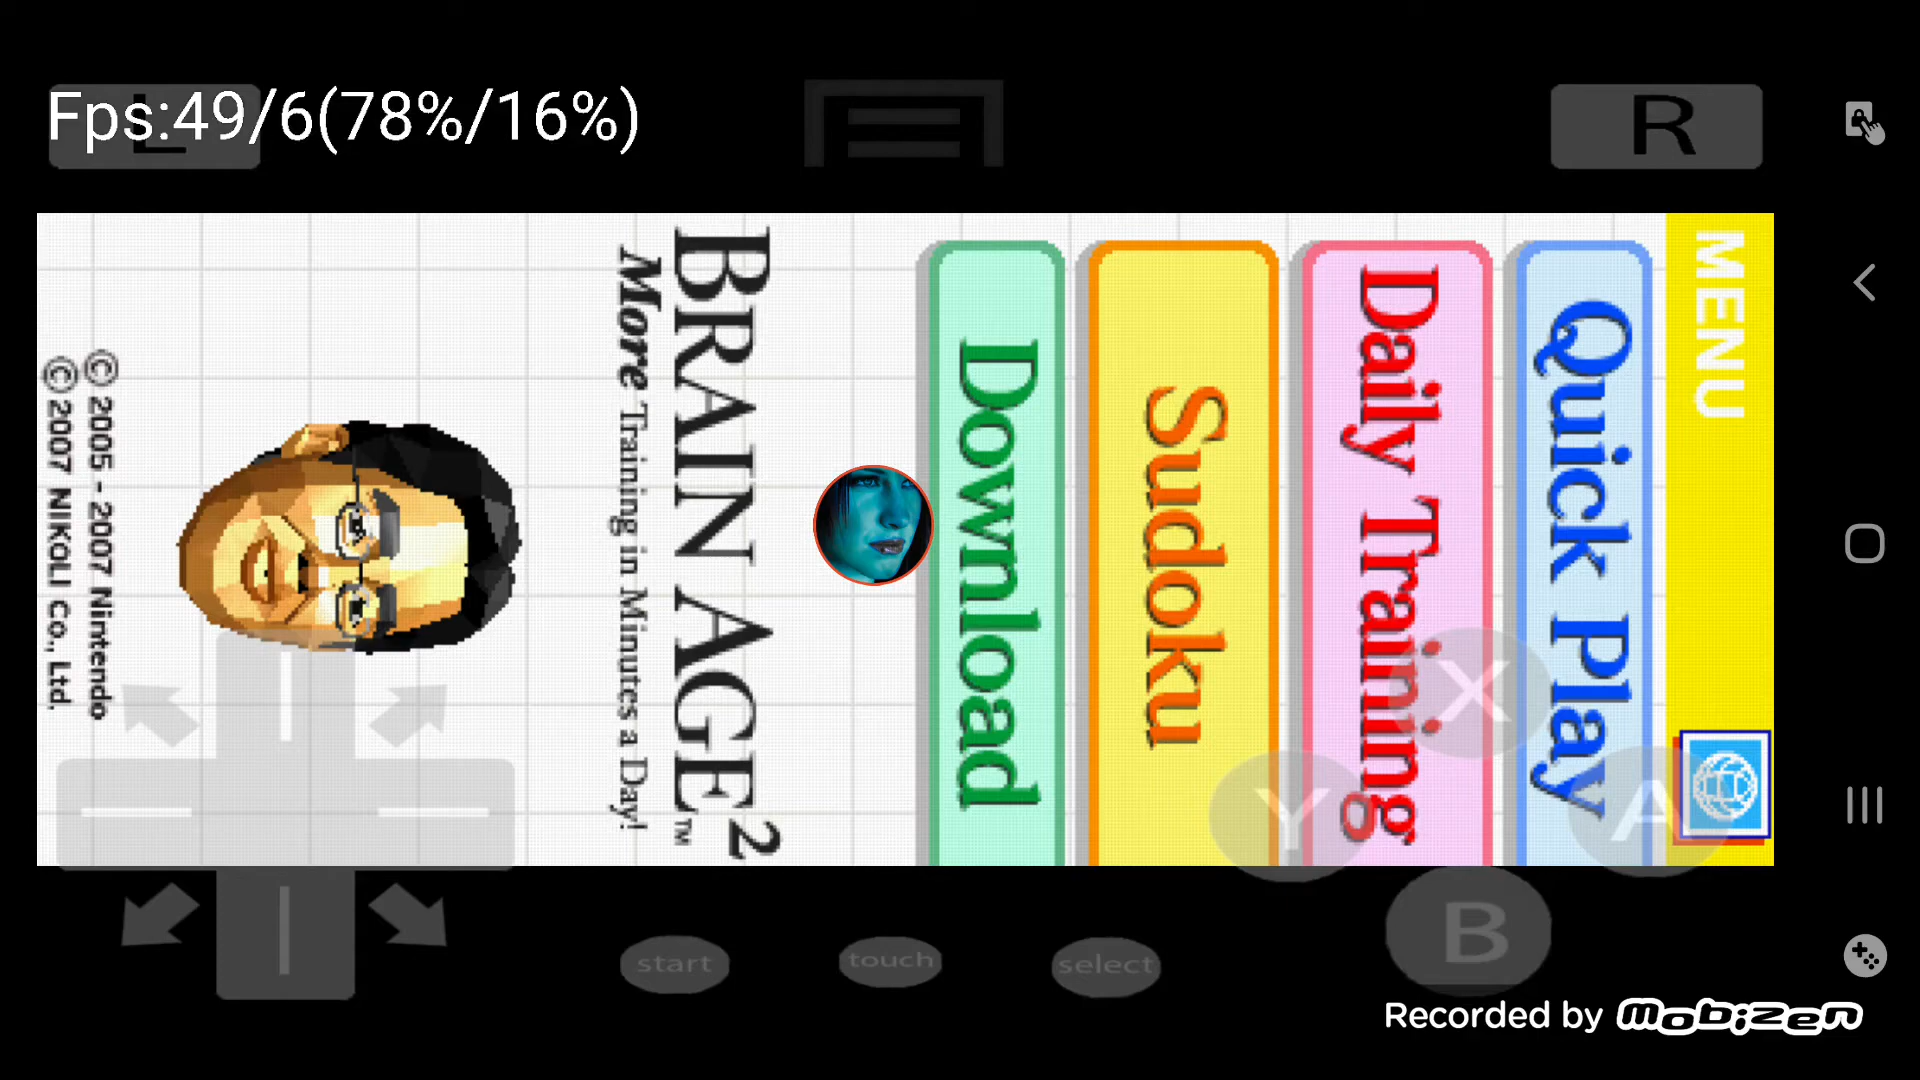 Fps:49/6(78%/16%)
L
R
MENU
Quick Play
Daily Training
Sudoku
Download
BRAIN AGE²™
More Training in Minutes a Day!
© 2005 - 2007 Nintendo
© 2007 NIKOLI Co., Ltd.
X
Y
A
B
start
touch
select
Recorded by mobizen